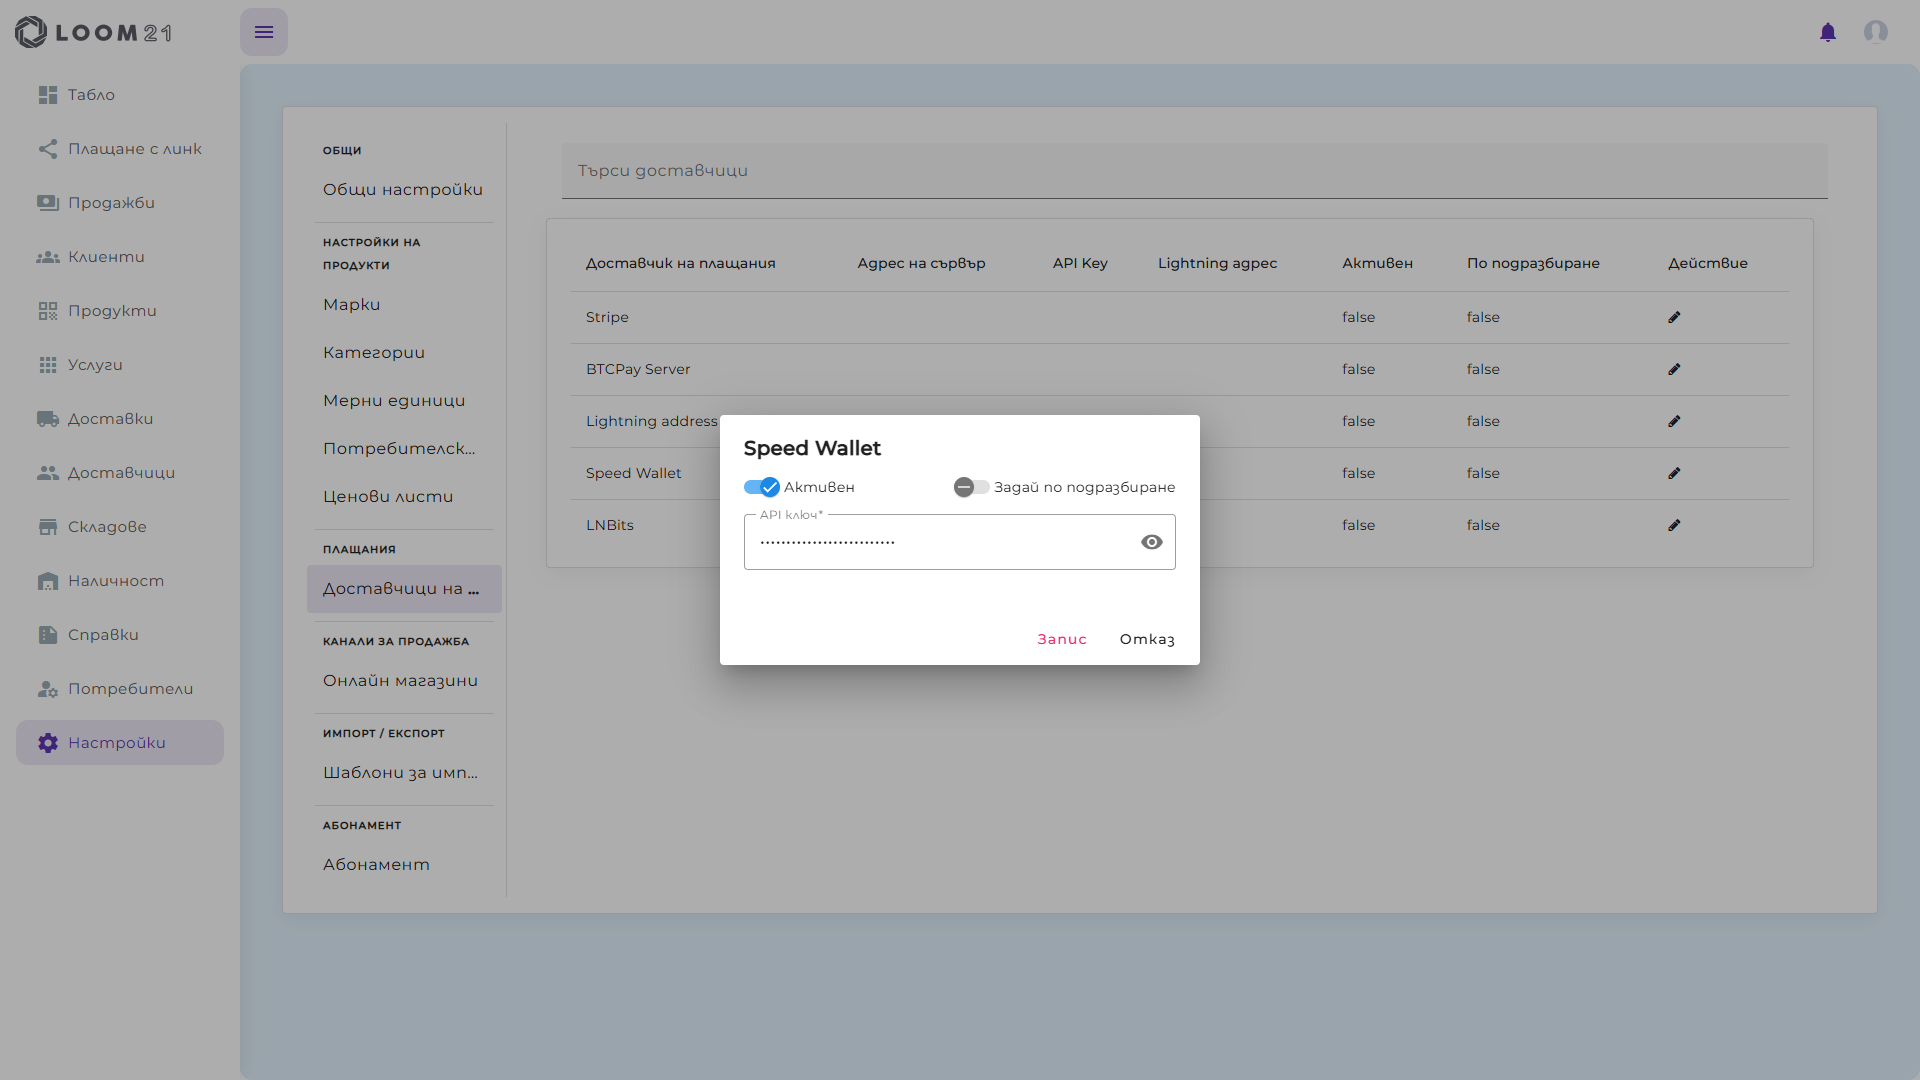 LOOM21
Табло
Плащане с линк
Продажби
Клиенти
Продукти
Услуги
Доставки
Доставчици
Складове
Наличност
Справки
Потребители
Настройки
ОБЩИ
Общи настройки
НАСТРОЙКИ НА
ПРОДУКТИ
Марки
Категории
Мерни единици
Потребителск...
Ценови листи
ПЛАЩАНИЯ
Доставчици на ...
КАНАЛИ ЗА ПРОДАЖБА
Онлайн магазини
ИМПОРТ / ЕКСПОРТ
Шаблони за имп...
АБОНАМЕНТ
Абонамент
Търси доставчици
Доставчик на плащания Адрес на сървър API Key Lightning адрес Активен По подразбиране Действие
Stripe false false
BTCPay Server false false
Lightning address false false
Speed Wallet false false
LNBits false false
Speed Wallet
Активен Задай по подразбиране
API ключ*
••••••••••••••••••••••••••
Запис Отказ